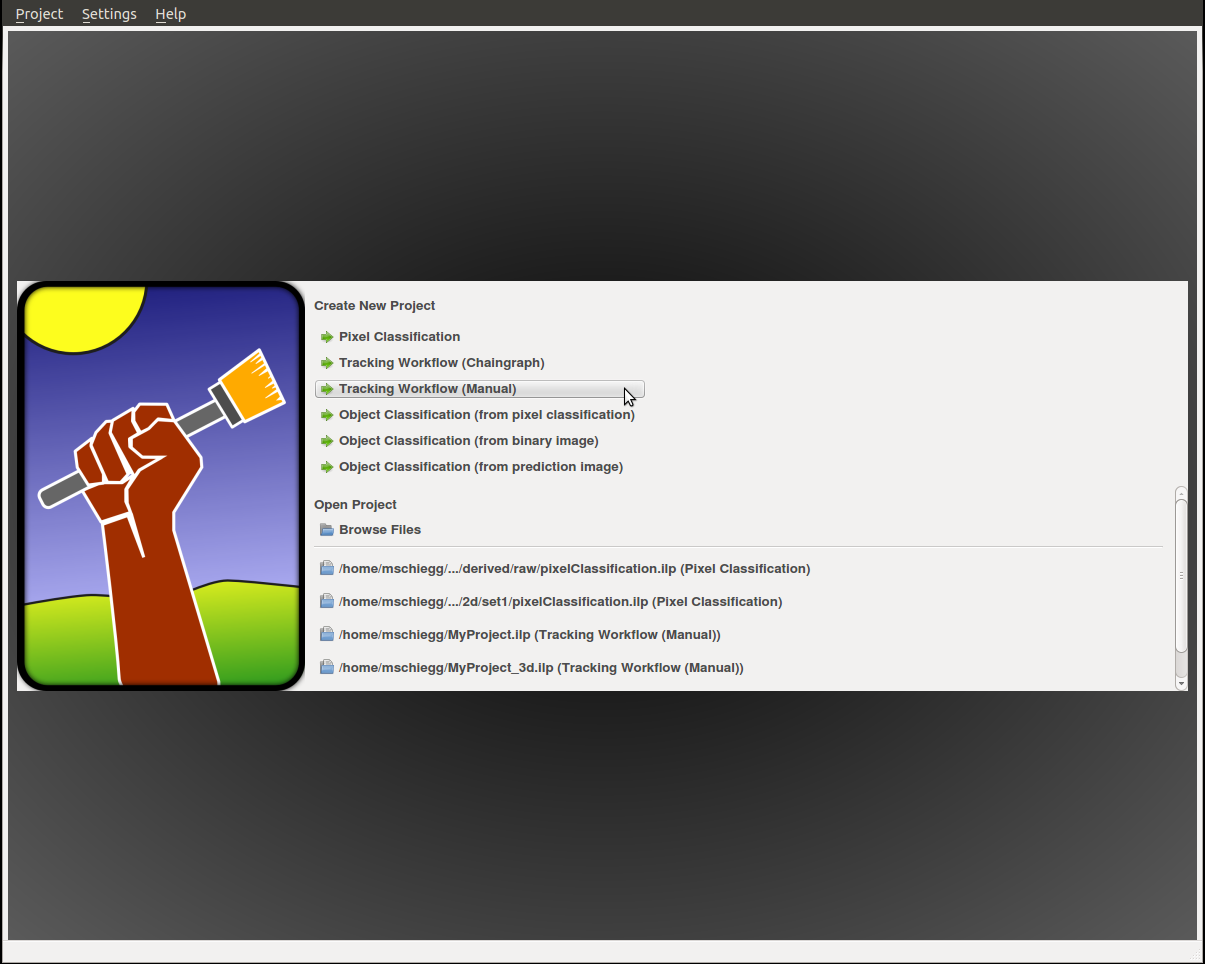 Project Settings Help
Create New Project
Pixel Classification
Tracking Workflow (Chaingraph)
Tracking Workflow (Manual)
Object Classification (from pixel classification)
Object Classification (from binary image)
Object Classification (from prediction image)
Open Project
Browse Files
/home/mschiegg/.../derived/raw/pixelClassification.ilp (Pixel Classification)
/home/mschiegg/.../2d/set1/pixelClassification.ilp (Pixel Classification)
/home/mschiegg/MyProject.ilp (Tracking Workflow (Manual))
/home/mschiegg/MyProject_3d.ilp (Tracking Workflow (Manual))